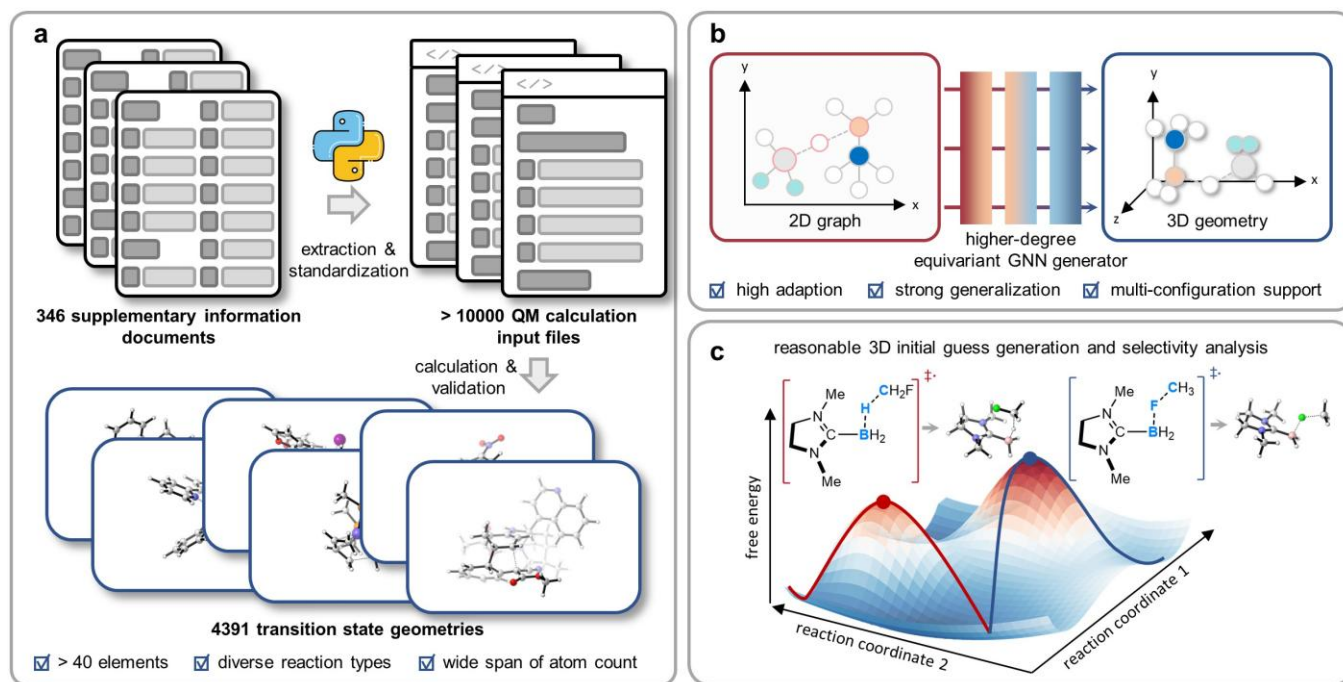 a
</>
</>
</>
extraction &
standardization
346 supplementary information
documents
> 10000 QM calculation
input files
calculation &
validation
4391 transition state geometries
> 40 elements
diverse reaction types
wide span of atom count
b
y
x
2D graph
higher-degree
equivariant GNN generator
y
x
z
3D geometry
high adaption
strong generalization
multi-configuration support
c
reasonable 3D initial guess generation and selectivity analysis
Me
N
N
Me
BH₂
H
CH₂F
‡·
Me
N
N
Me
BH₂
F
CH₃
‡·
free energy
reaction coordinate 2
reaction coordinate 1